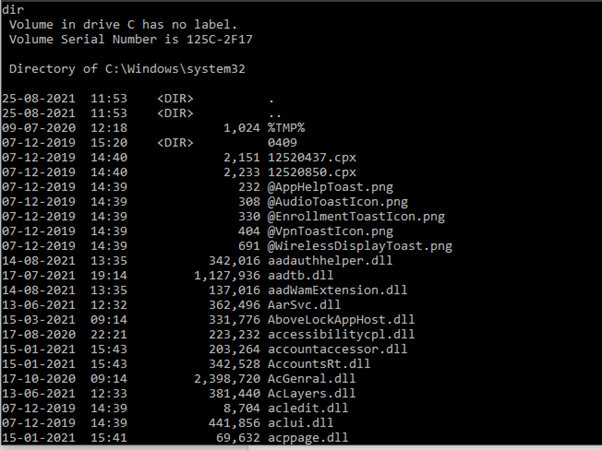 dir
 Volume in drive C has no label.
 Volume Serial Number is 125C-2F17
 Directory of C:\Windows\system32
25-08-2021  11:53    <DIR>          .
25-08-2021  11:53    <DIR>          ..
09-07-2020  12:18             1,024 %TMP%
07-12-2019  15:20    <DIR>          0409
07-12-2019  14:40             2,151 12520437.cpx
07-12-2019  14:40             2,233 12520850.cpx
07-12-2019  14:39               232 @AppHelpToast.png
07-12-2019  14:39               308 @AudioToastIcon.png
07-12-2019  14:39               330 @EnrollmentToastIcon.png
07-12-2019  14:39               404 @VpnToastIcon.png
07-12-2019  14:39               691 @WirelessDisplayToast.png
14-08-2021  13:35           342,016 aadauthhelper.dll
17-07-2021  19:14         1,127,936 aadtb.dll
14-08-2021  13:35           137,016 aadWamExtension.dll
13-06-2021  12:32           362,496 AarSvc.dll
15-03-2021  09:14           331,776 AboveLockAppHost.dll
17-08-2020  22:21           223,232 accessibilitycpl.dll
15-01-2021  15:43           203,264 accountaccessor.dll
15-01-2021  15:43           342,528 AccountsRt.dll
17-10-2020  09:14         2,398,720 AcGenral.dll
13-06-2021  12:33           381,440 AcLayers.dll
07-12-2019  14:39             8,704 acledit.dll
07-12-2019  14:39           441,856 aclui.dll
15-01-2021  15:41            69,632 acppage.dll